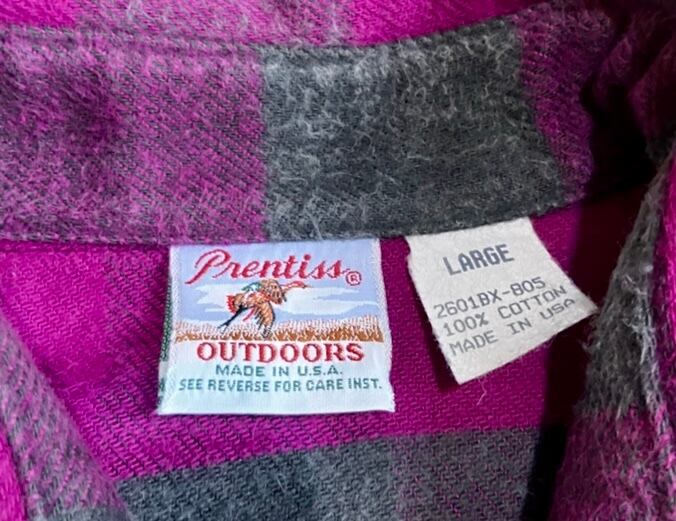 Prentiss®
OUTDOORS
MADE IN U.S.A.
SEE REVERSE FOR CARE INST.
LARGE
2601BX-805
100% COTTON
MADE IN USA